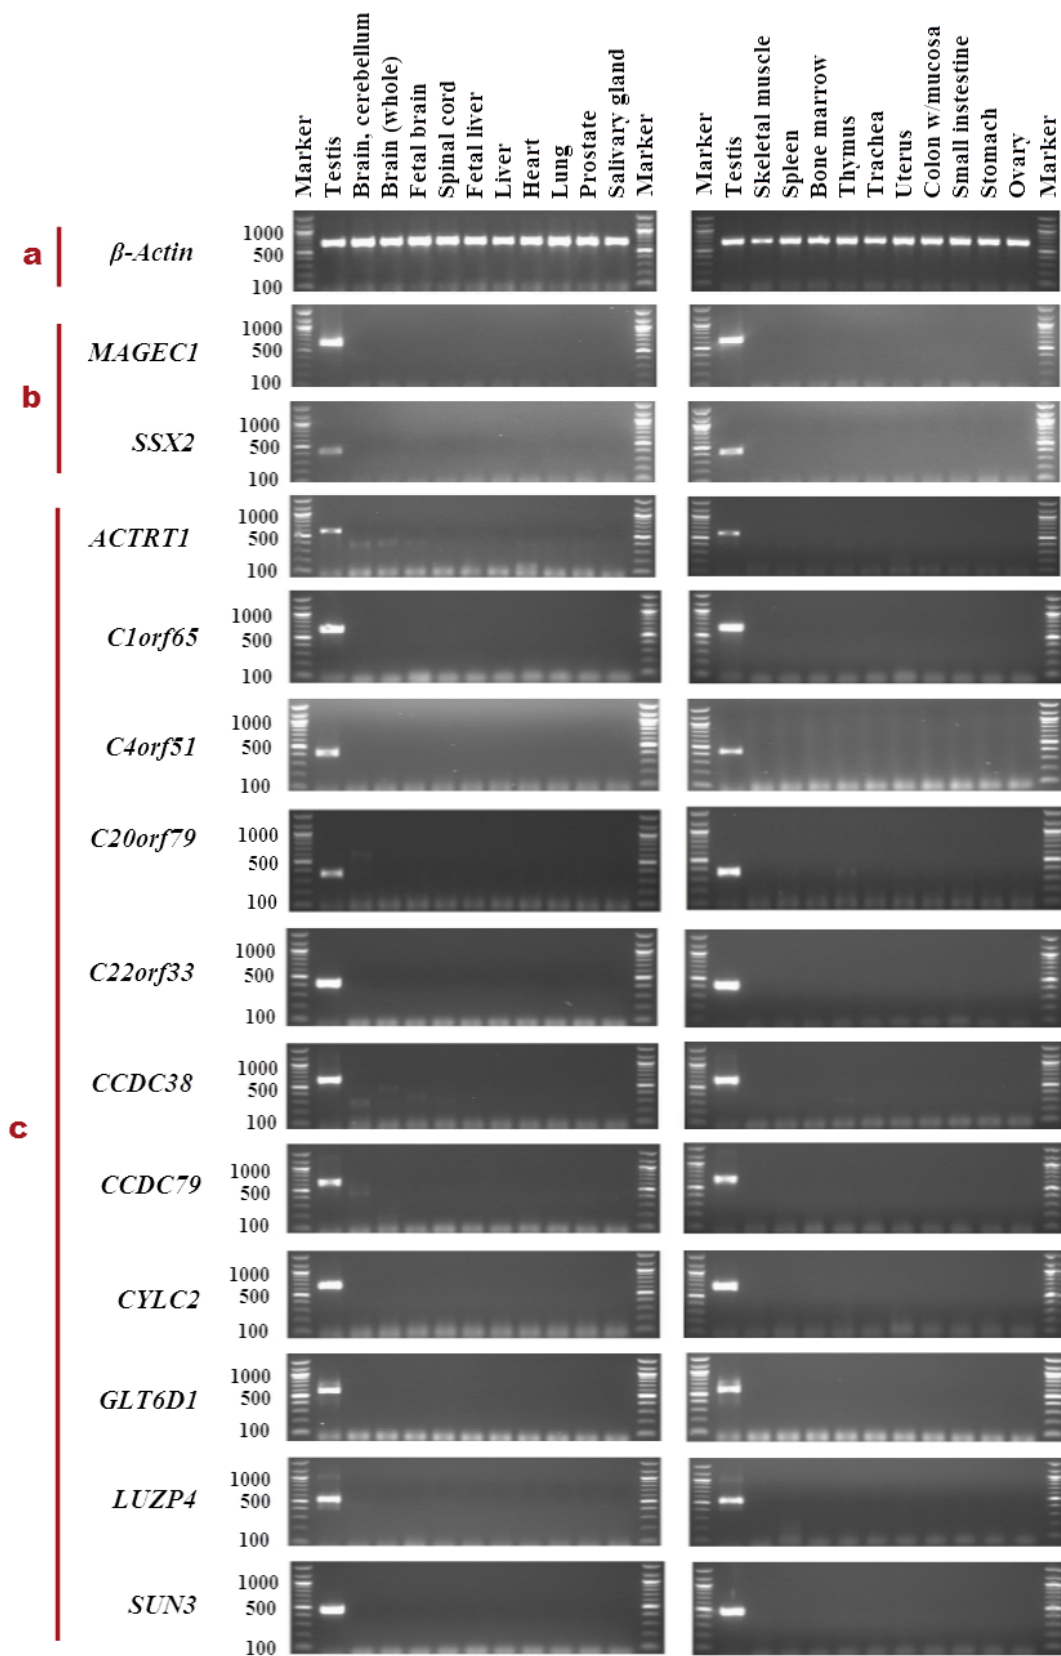 Marker
Testis
Brain, cerebellum
Brain (whole)
Fetal brain
Spinal cord
Fetal liver
Liver
Heart
Lung
Prostate
Salivary gland
Marker
Marker
Testis
Skeletal muscle
Spleen
Bone marrow
Thymus
Trachea
Uterus
Colon w/mucosa
Small instestine
Stomach
Ovary
Marker
a
β-Actin
1000
500
100
b
MAGEC1
1000
500
100
SSX2
1000
500
100
c
ACTRT1
1000
500
100
C1orf65
1000
500
100
C4orf51
1000
500
100
C20orf79
1000
500
100
C22orf33
1000
500
100
CCDC38
1000
500
100
CCDC79
1000
500
100
CYLC2
1000
500
100
GLT6D1
1000
500
100
LUZP4
1000
500
100
SUN3
1000
500
100